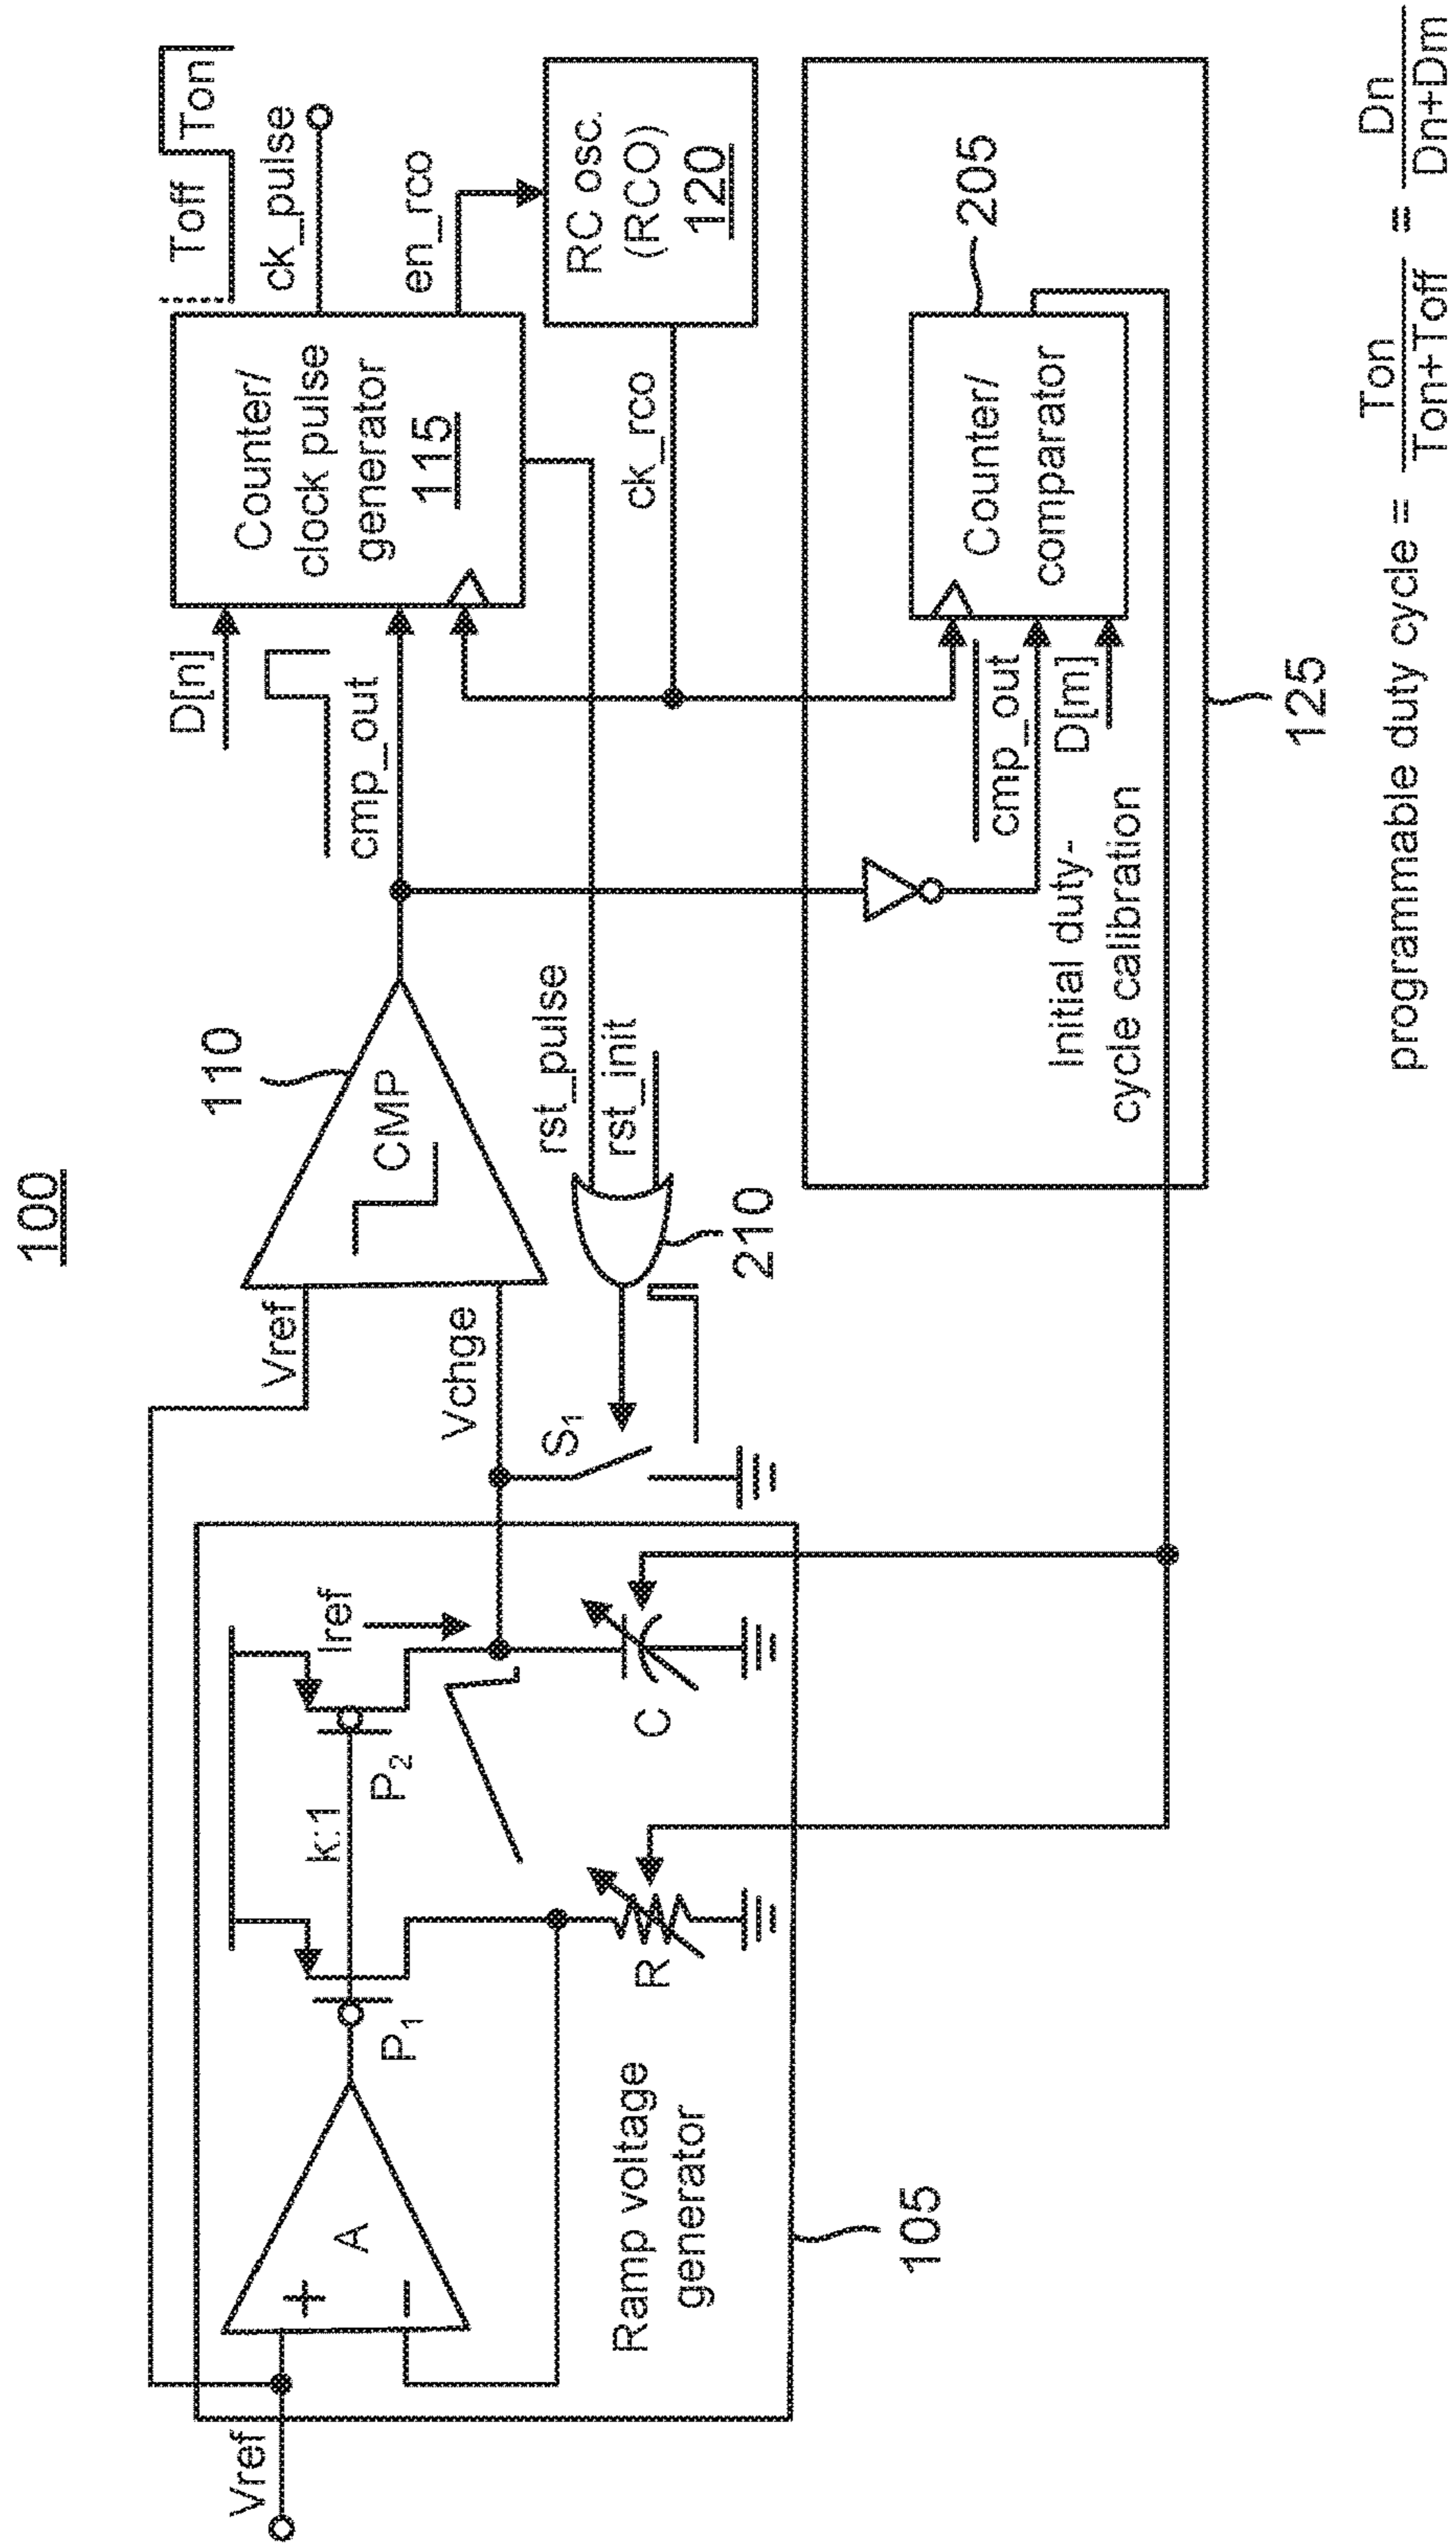 100
Vref
A
+
−
P1
k:1
P2
Iref
R
C
Ramp voltage
generator
105
Vref
Vchge
S1
CMP
110
rst_pulse
rst_init
210
D[n]
cmp_out
Counter/
clock pulse
generator
115
Toff
Ton
ck_pulse
en_rco
RC osc.
(RCO)
120
ck_rco
cmp_out
D[m]
Counter/
comparator
205
Initial duty-
cycle calibration
125
programmable duty cycle = Ton / Ton+Toff = Dn / Dn+Dm